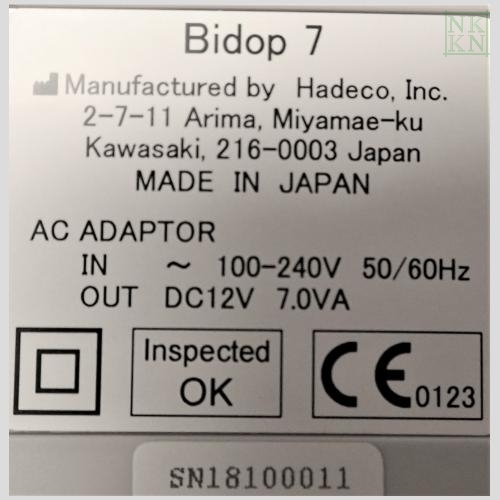 Bidop 7
NK
KN
Manufactured by Hadeco, Inc.
2-7-11 Arima, Miyamae-ku
Kawasaki, 216-0003 Japan
MADE IN JAPAN
AC ADAPTOR
IN ~ 100-240V 50/60Hz
OUT DC12V 7.0VA
Inspected
OK
CE 0123
SN18100011